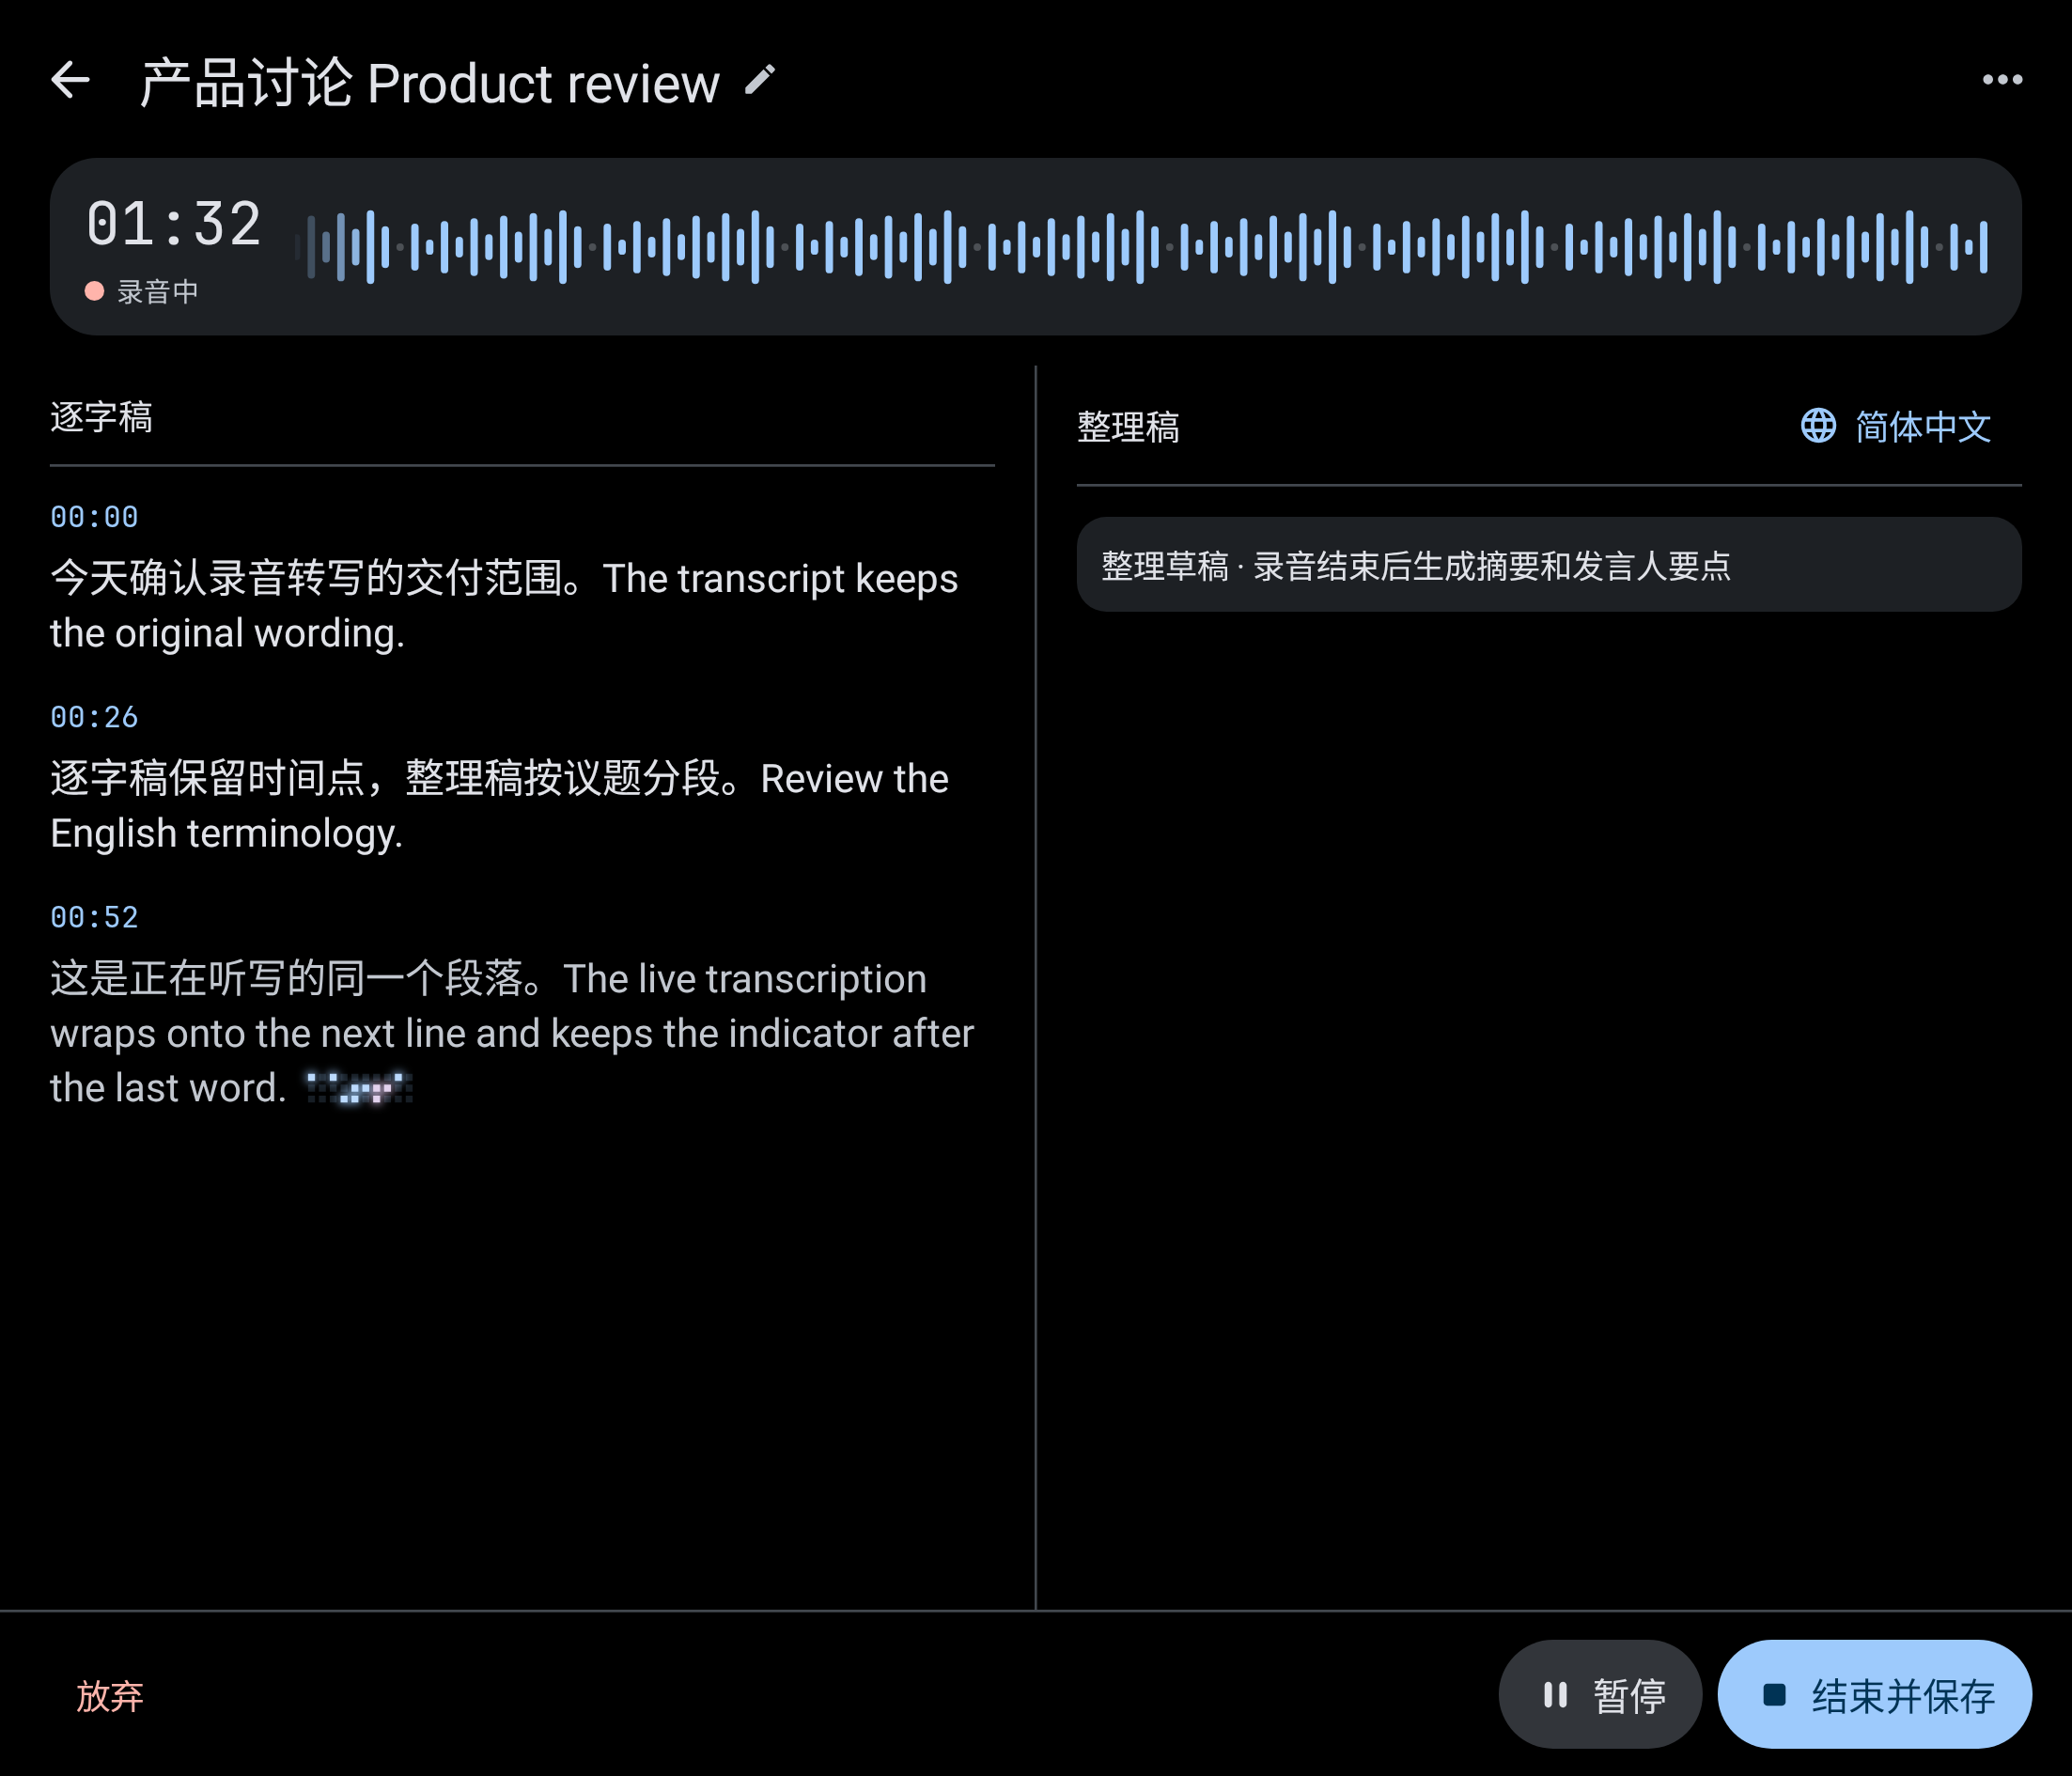 产品讨论 Product review
01:32
录音中
逐字稿
00:00
今天确认录音转写的交付范围。The transcript keeps
the original wording.
00:26
逐字稿保留时间点，整理稿按议题分段。Review the
English terminology.
00:52
这是正在听写的同一个段落。The live transcription
wraps onto the next line and keeps the indicator after
the last word.
整理稿
简体中文
整理草稿 · 录音结束后生成摘要和发言人要点
放弃
暂停
结束并保存